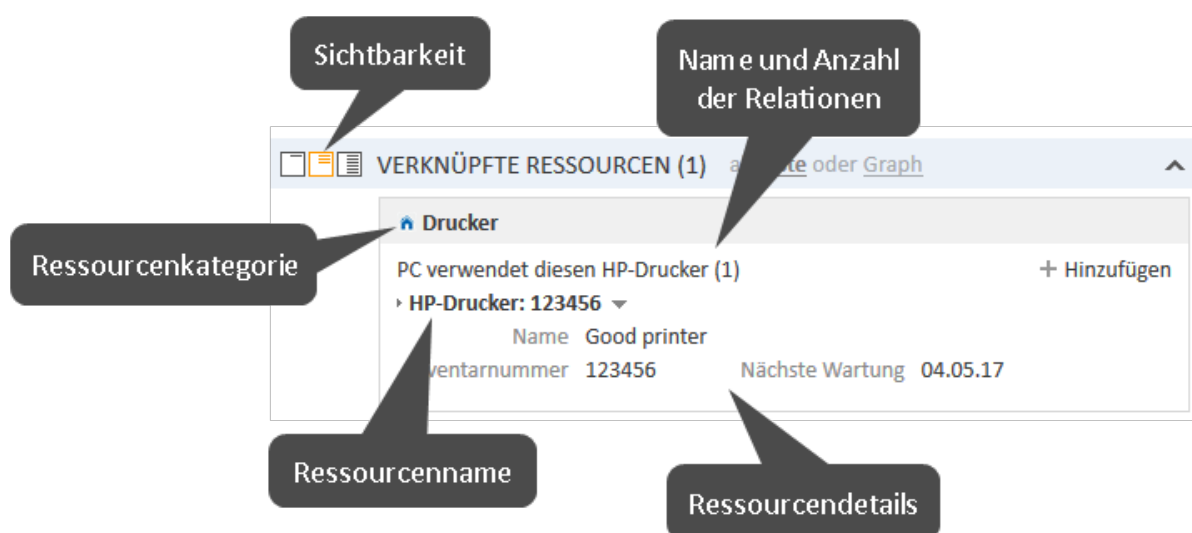 Sichtbarkeit
Name und Anzahl
der Relationen
VERKNÜPFTE RESSOURCEN (1) oder Graph
Drucker
Ressourcenkategorie
PC verwendet diesen HP-Drucker (1) + Hinzufügen
HP-Drucker: 123456
Name Good printer
123456 Nächste Wartung 04.05.17
Ressourcenname
Ressourcendetails